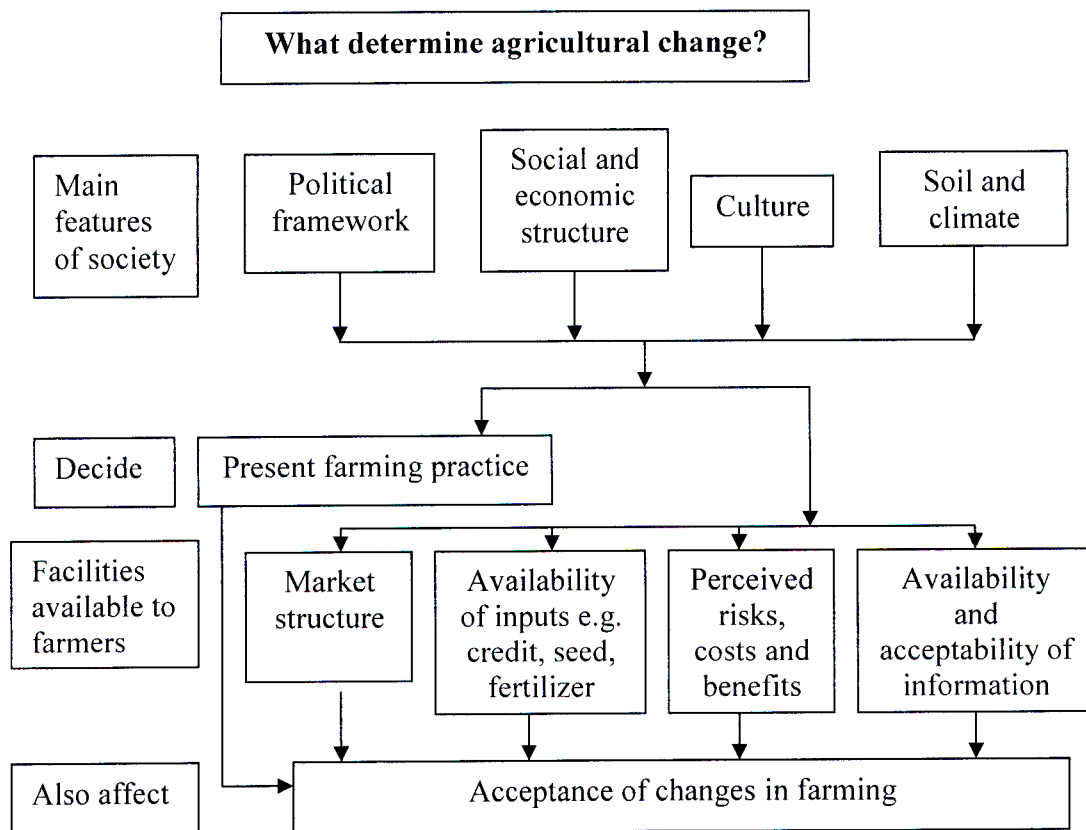 What determine agricultural change?
Main
features
of society
Political
framework
Social and
economic
structure
Culture
Soil and
climate
Decide
Present farming practice
Facilities
available to
farmers
Market
structure
Availability
of inputs e.g.
credit, seed,
fertilizer
Perceived
risks,
costs and
benefits
Availability
and
acceptability of
information
Also affect
Acceptance of changes in farming